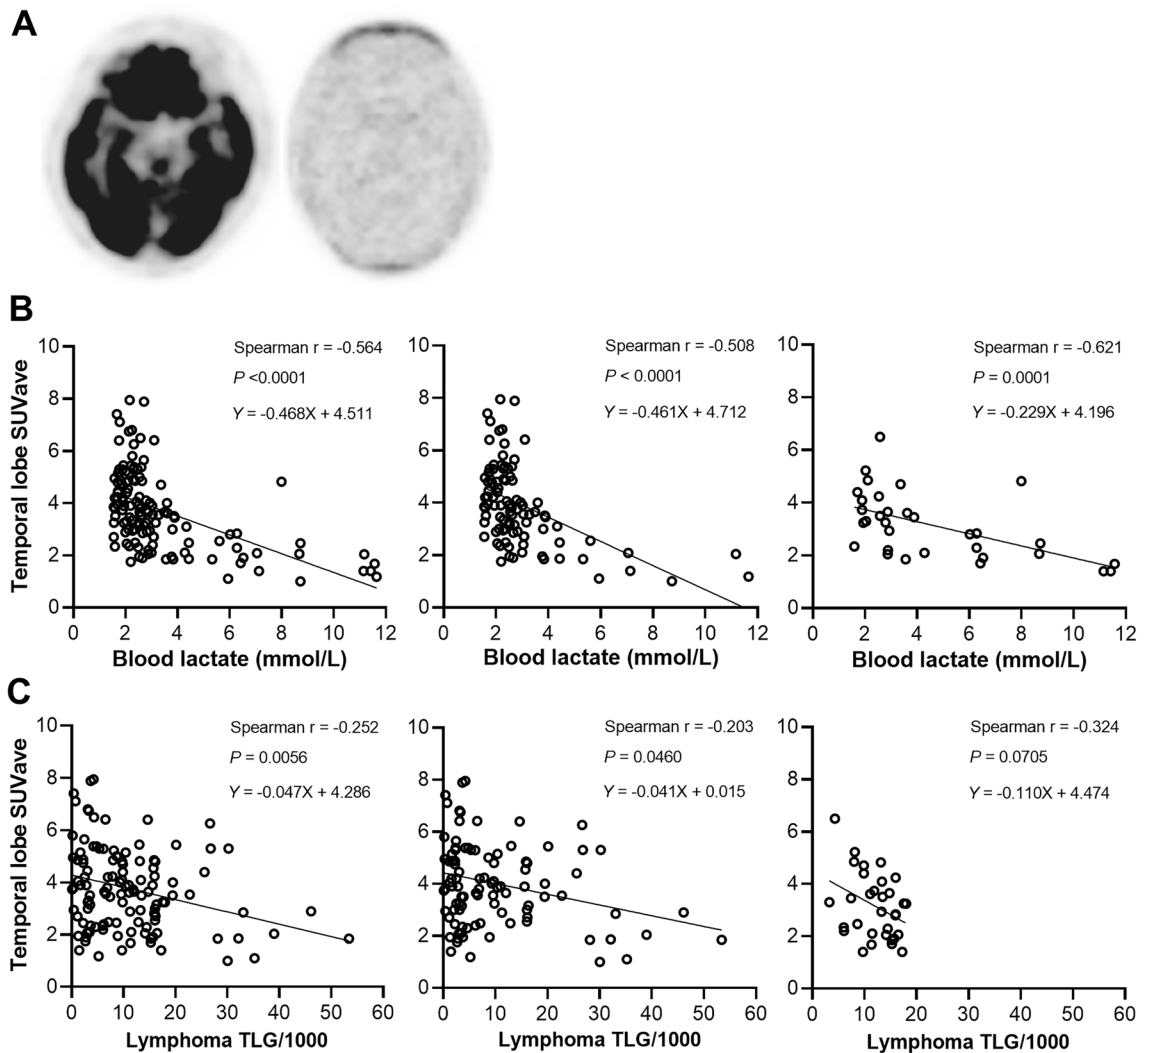 A
B
Spearman r = -0.564
P <0.0001
Y = -0.468X + 4.511
Temporal lobe SUVave
10
8
6
4
2
0
0 2 4 6 8 10 12
Blood lactate (mmol/L)
Spearman r = -0.508
P < 0.0001
Y = -0.461X + 4.712
10
8
6
4
2
0
0 2 4 6 8 10 12
Blood lactate (mmol/L)
Spearman r = -0.621
P = 0.0001
Y = -0.229X + 4.196
10
8
6
4
2
0
0 2 4 6 8 10 12
Blood lactate (mmol/L)
C
Spearman r = -0.252
P = 0.0056
Y = -0.047X + 4.286
Temporal lobe SUVave
10
8
6
4
2
0
0 10 20 30 40 50 60
Lymphoma TLG/1000
Spearman r = -0.203
P = 0.0460
Y = -0.041X + 0.015
10
8
6
4
2
0
0 10 20 30 40 50 60
Lymphoma TLG/1000
Spearman r = -0.324
P = 0.0705
Y = -0.110X + 4.474
10
8
6
4
2
0
0 10 20 30 40 50 60
Lymphoma TLG/1000